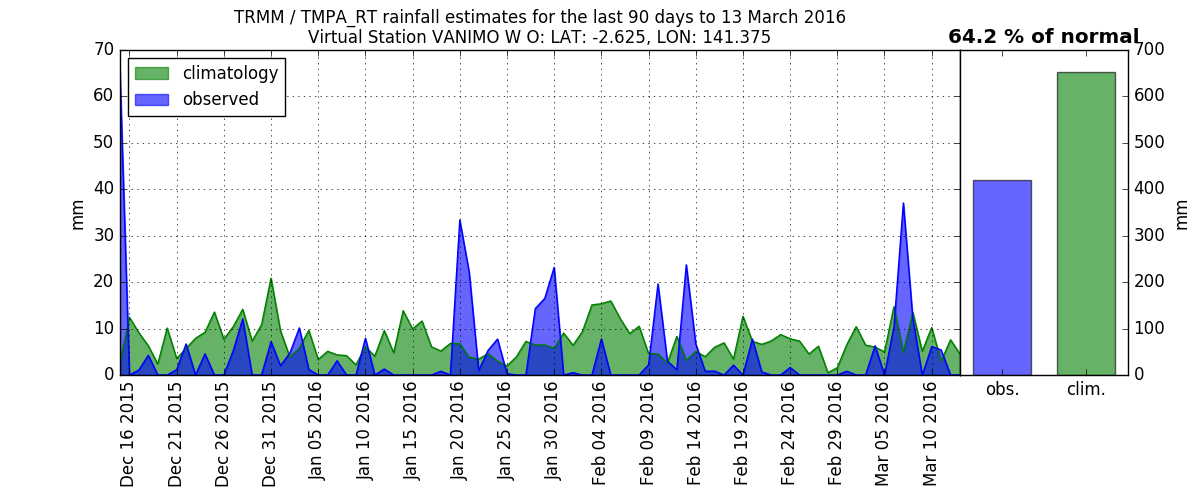 TRMM / TMPA_RT rainfall estimates for the last 90 days to 13 March 2016
Virtual Station VANIMO W O: LAT: -2.625, LON: 141.375
64.2 % of normal
climatology
observed
70
60
50
40
30
20
10
0
mm
Dec 16 2015
Dec 21 2015
Dec 26 2015
Dec 31 2015
Jan 05 2016
Jan 10 2016
Jan 15 2016
Jan 20 2016
Jan 25 2016
Jan 30 2016
Feb 04 2016
Feb 09 2016
Feb 14 2016
Feb 19 2016
Feb 24 2016
Feb 29 2016
Mar 05 2016
Mar 10 2016
obs.
clim.
700
600
500
400
300
200
100
0
mm